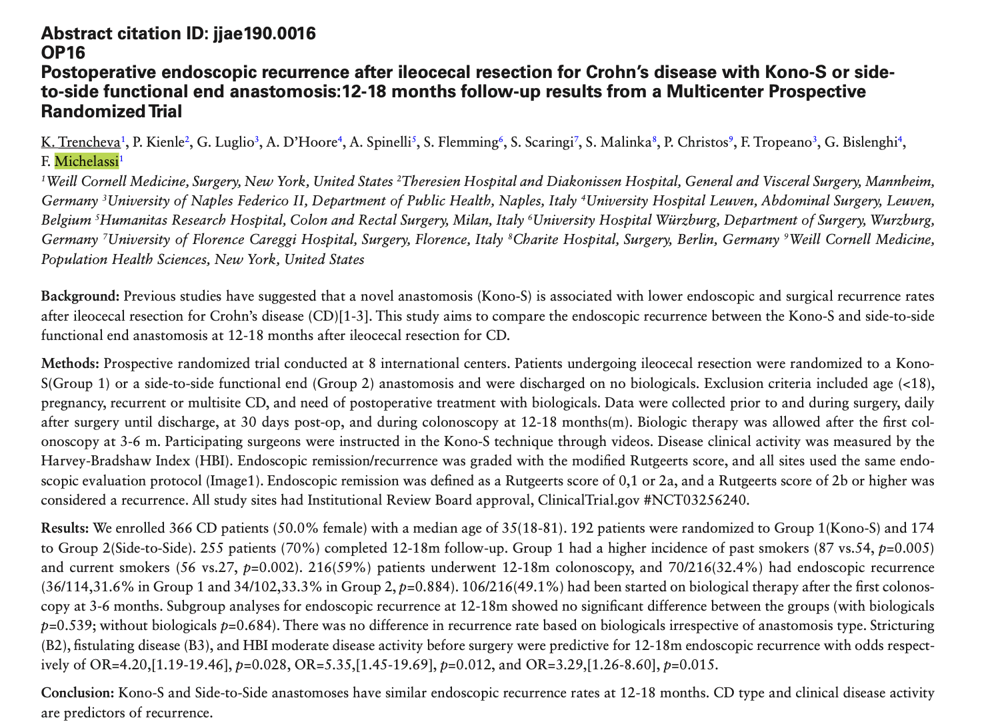 Abstract citation ID: jjae190.0016
OP16
Postoperative endoscopic recurrence after ileocecal resection for Crohn's disease with Kono-S or side-
to-side functional end anastomosis:12-18 months follow-up results from a Multicenter Prospective
Randomized Trial
K. Trencheva1, P. Kienle2, G. Luglio3, A. D'Hoore4, A. Spinelli5, S. Flemming6, S. Scaringi7, S. Malinka8, P. Christos9, F. Tropeano3, G. Bislenghi4,
F. Michelassi1
1Weill Cornell Medicine, Surgery, New York, United States 2Theresien Hospital and Diakonissen Hospital, General and Visceral Surgery, Mannheim,
Germany 3University of Naples Federico II, Department of Public Health, Naples, Italy 4University Hospital Leuven, Abdominal Surgery, Leuven,
Belgium 5Humanitas Research Hospital, Colon and Rectal Surgery, Milan, Italy 6University Hospital Würzburg, Department of Surgery, Wurzburg,
Germany 7University of Florence Careggi Hospital, Surgery, Florence, Italy 8Charite Hospital, Surgery, Berlin, Germany 9Weill Cornell Medicine,
Population Health Sciences, New York, United States
Background: Previous studies have suggested that a novel anastomosis (Kono-S) is associated with lower endoscopic and surgical recurrence rates
after ileocecal resection for Crohn's disease (CD)[1-3]. This study aims to compare the endoscopic recurrence between the Kono-S and side-to-side
functional end anastomosis at 12-18 months after ileocecal resection for CD.
Methods: Prospective randomized trial conducted at 8 international centers. Patients undergoing ileocecal resection were randomized to a Kono-
S(Group 1) or a side-to-side functional end (Group 2) anastomosis and were discharged on no biologicals. Exclusion criteria included age (<18),
pregnancy, recurrent or multisite CD, and need of postoperative treatment with biologicals. Data were collected prior to and during surgery, daily
after surgery until discharge, at 30 days post-op, and during colonoscopy at 12-18 months(m). Biologic therapy was allowed after the first col-
onoscopy at 3-6 m. Participating surgeons were instructed in the Kono-S technique through videos. Disease clinical activity was measured by the
Harvey-Bradshaw Index (HBI). Endoscopic remission/recurrence was graded with the modified Rutgeerts score, and all sites used the same endo-
scopic evaluation protocol (Image1). Endoscopic remission was defined as a Rutgeerts score of 0,1 or 2a, and a Rutgeerts score of 2b or higher was
considered a recurrence. All study sites had Institutional Review Board approval, ClinicalTrial.gov #NCT03256240.
Results: We enrolled 366 CD patients (50.0% female) with a median age of 35(18-81). 192 patients were randomized to Group 1(Kono-S) and 174
to Group 2(Side-to-Side). 255 patients (70%) completed 12-18m follow-up. Group 1 had a higher incidence of past smokers (87 vs.54, p=0.005)
and current smokers (56 vs.27, p=0.002). 216(59%) patients underwent 12-18m colonoscopy, and 70/216(32.4%) had endoscopic recurrence
(36/114,31.6% in Group 1 and 34/102,33.3% in Group 2, p=0.884). 106/216(49.1%) had been started on biological therapy after the first colonos-
copy at 3-6 months. Subgroup analyses for endoscopic recurrence at 12-18m showed no significant difference between the groups (with biologicals
p=0.539; without biologicals p=0.684). There was no difference in recurrence rate based on biologicals irrespective of anastomosis type. Stricturing
(B2), fistulating disease (B3), and HBI moderate disease activity before surgery were predictive for 12-18m endoscopic recurrence with odds respect-
ively of OR=4.20,[1.19-19.46], p=0.028, OR=5.35,[1.45-19.69], p=0.012, and OR=3.29,[1.26-8.60], p=0.015.
Conclusion: Kono-S and Side-to-Side anastomoses have similar endoscopic recurrence rates at 12-18 months. CD type and clinical disease activity
are predictors of recurrence.